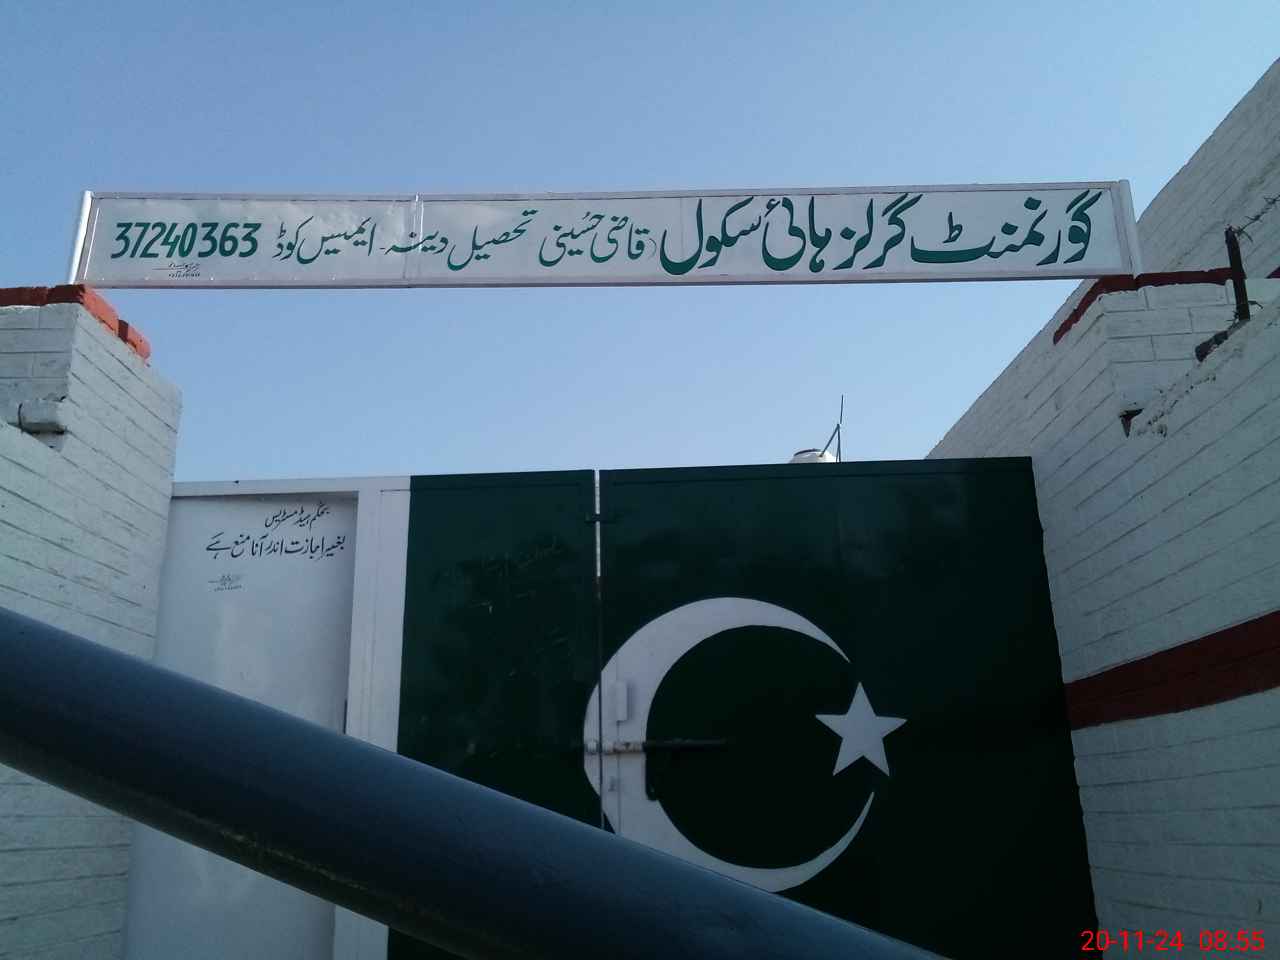 گورنمنٹ گرلز ہائی سکول (قاضی حسینی تحصیل دینہ۔ ایمیس کوڈ 37240363
بحکم ہیڈ مسٹریس
بغیر اجازت اندر آنا منع ہے
20-11-24 08:55